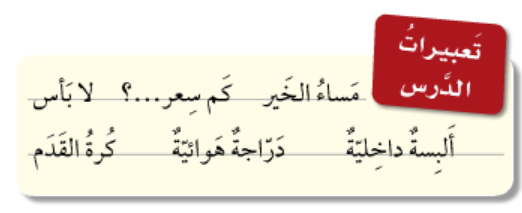 تَعبيراتُ
الدَّرس
مَساءُ الخَير   كَم سِعر...؟   لا بَأس
أَلبِسةٌ داخِليّةٌ   دَرّاجةٌ هَوائيّةٌ   كُرةُ القَدَم